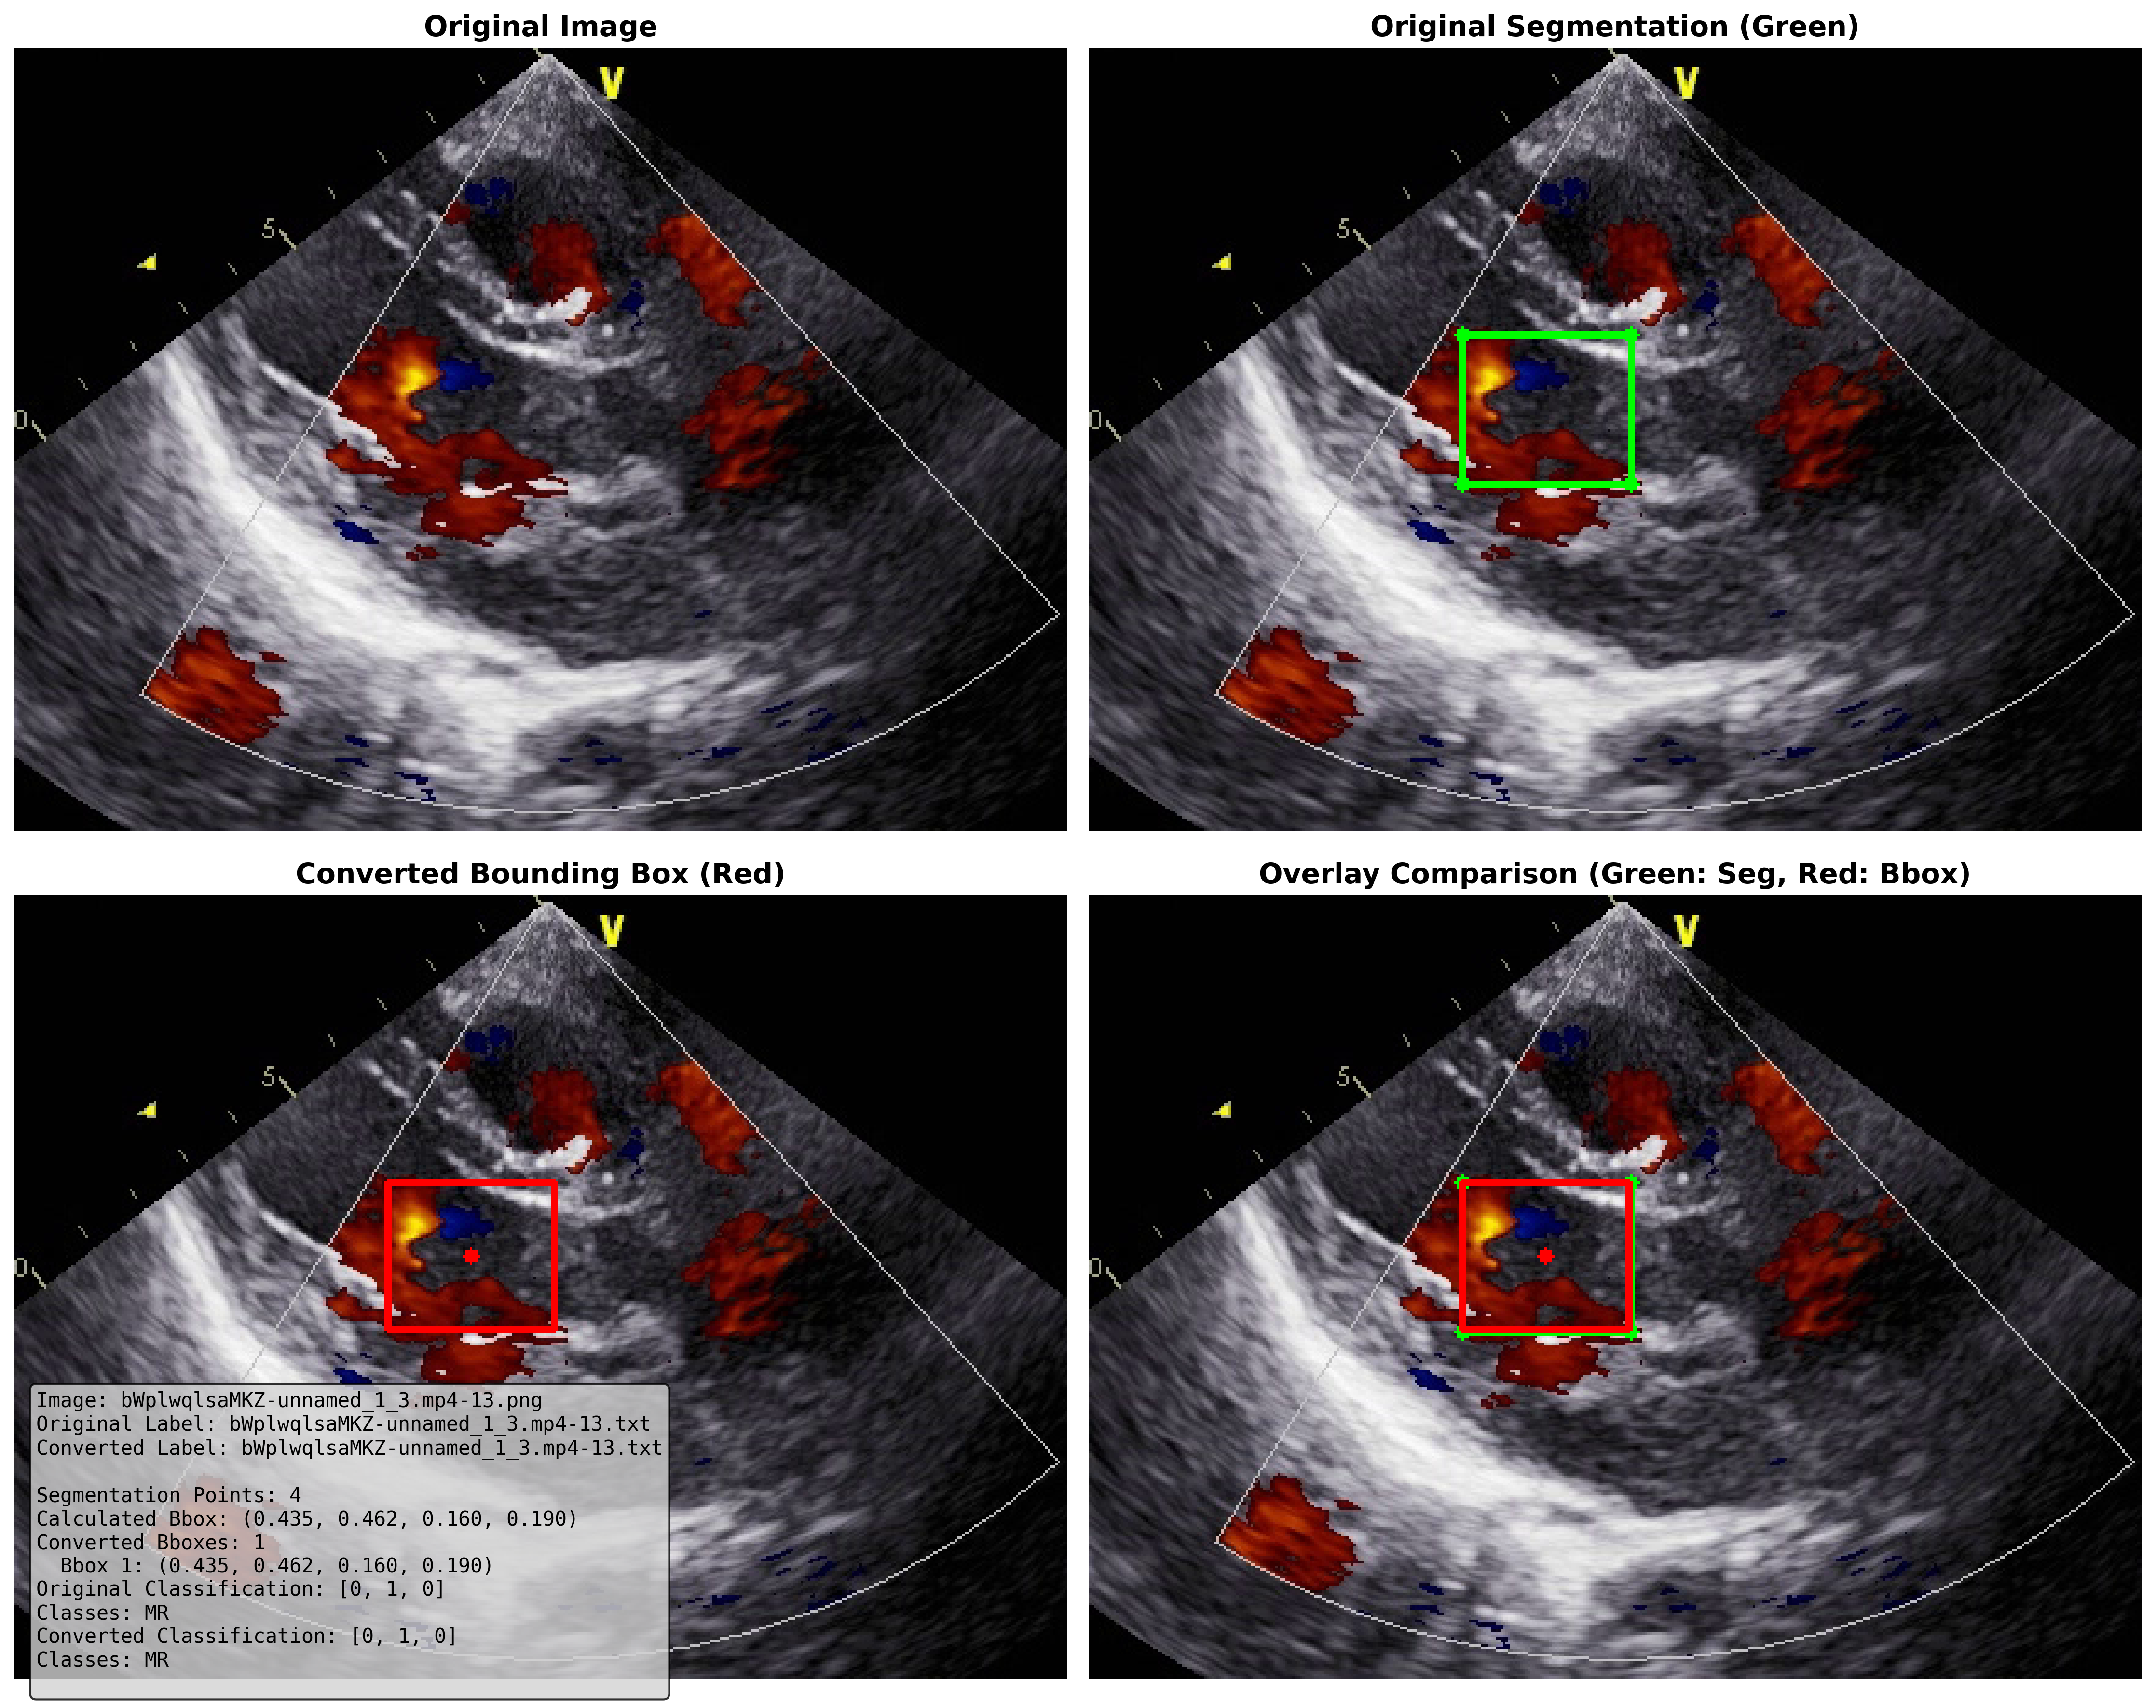 Original Image
Original Segmentation (Green)
V
V
5
5
0
0
Converted Bounding Box (Red)
Overlay Comparison (Green: Seg, Red: Bbox)
V
V
5
5
0
0
Image: bWplwqlsaMKZ-unnamed_1_3.mp4-13.png
Original Label: bWplwqlsaMKZ-unnamed_1_3.mp4-13.txt
Converted Label: bWplwqlsaMKZ-unnamed_1_3.mp4-13.txt
Segmentation Points: 4
Calculated Bbox: (0.435, 0.462, 0.160, 0.190)
Converted Bboxes: 1
Bbox 1: (0.435, 0.462, 0.160, 0.190)
Original Classification: [0, 1, 0]
Classes: MR
Converted Classification: [0, 1, 0]
Classes: MR